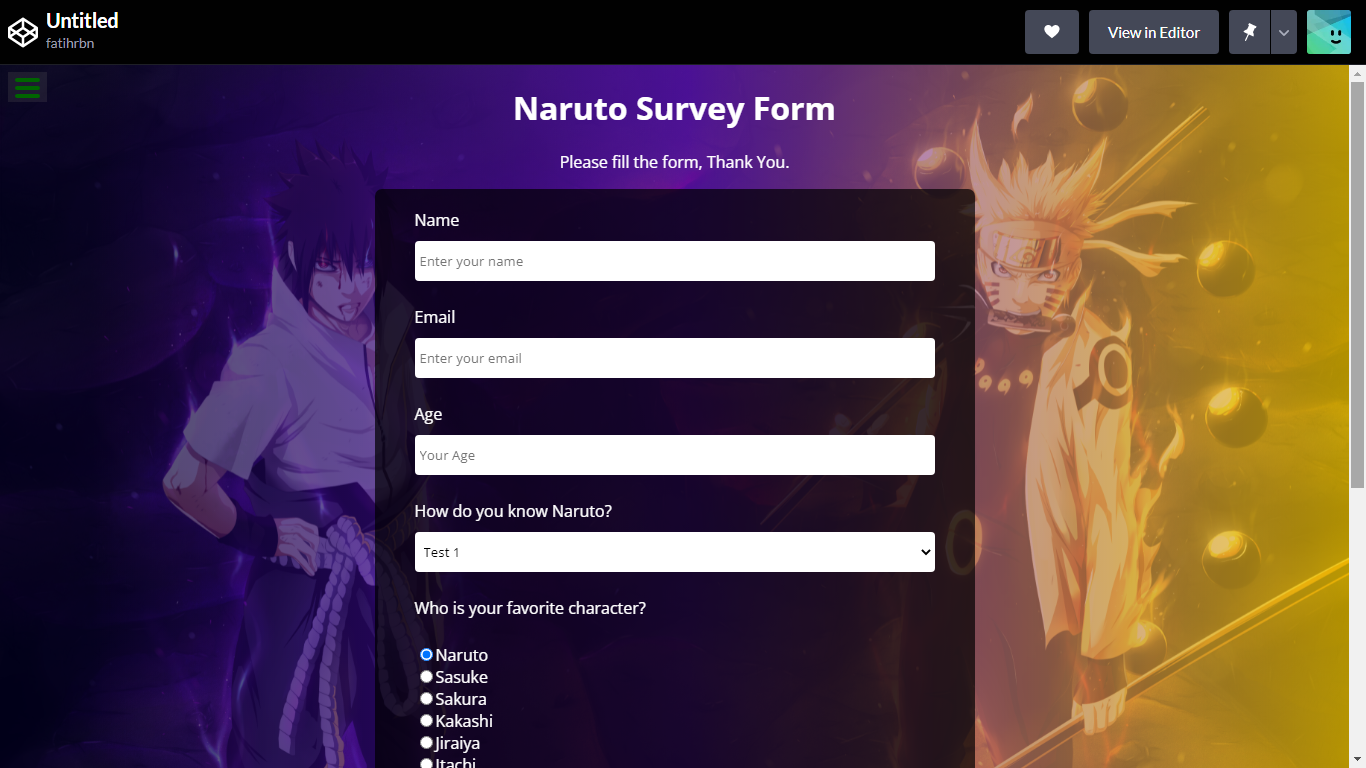 Untitled
fatihrbn
View in Editor
Naruto Survey Form
Please fill the form, Thank You.
Name
Enter your name
Email
Enter your email
Age
Your Age
How do you know Naruto?
Test 1
Who is your favorite character?
Naruto
Sasuke
Sakura
Kakashi
Jiraiya
Itachi